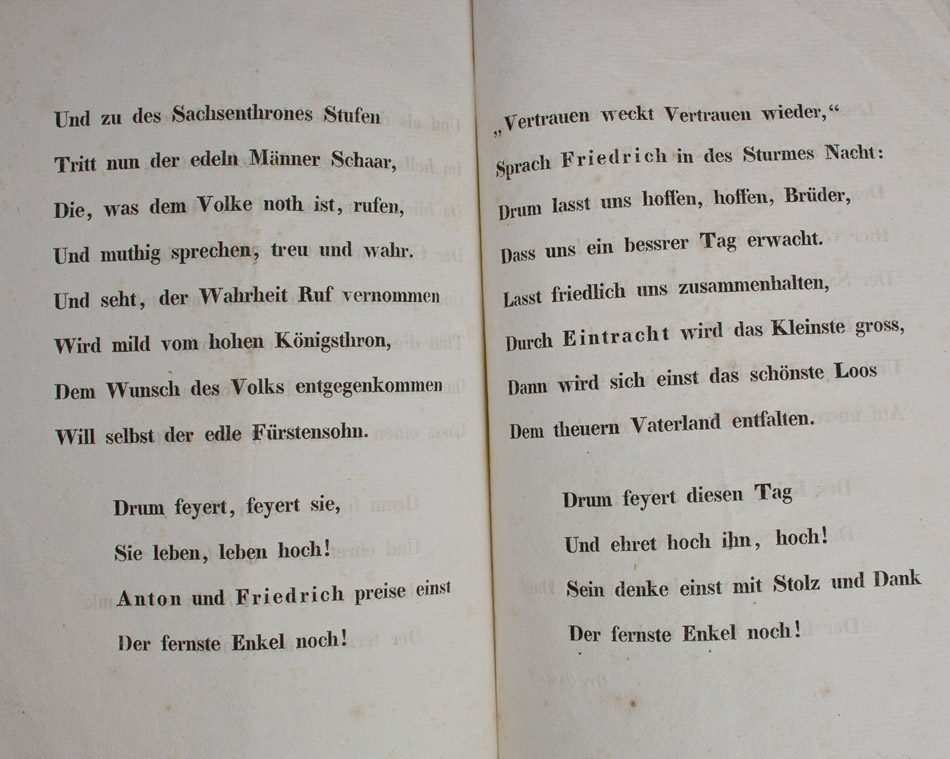 Und zu des Sachsenthrones Stufen
Tritt nun der edeln Männer Schaar,
Die, was dem Volke noth ist, rufen,
Und muthig sprechen, treu und wahr.
Und seht, der Wahrheit Ruf vernommen
Wird mild vom hohen Königsthron,
Dem Wunsch des Volks entgegenkommen
Will selbst der edle Fürstensohn.
Drum feyert, feyert sie,
Sie leben, leben hoch!
Anton und Friedrich preise einst
Der fernste Enkel noch!
„Vertrauen weckt Vertrauen wieder,“
Sprach Friedrich in des Sturmes Nacht:
Drum lasst uns hoffen, hoffen, Brüder,
Dass uns ein bessrer Tag erwacht.
Lasst friedlich uns zusammenhalten,
Durch Eintracht wird das Kleinste gross,
Dann wird sich einst das schönste Loos
Dem theuern Vaterland entfalten.
Drum feyert diesen Tag
Und ehret hoch ihn, hoch!
Sein denke einst mit Stolz und Dank
Der fernste Enkel noch!